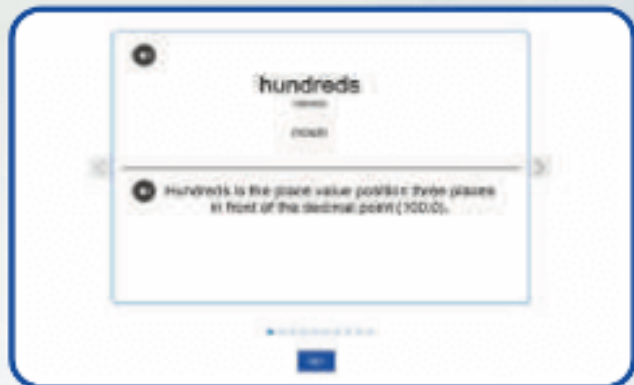 hundreds
(noun)
Hundreds is the place value position three places
in front of the decimal point (100.0).